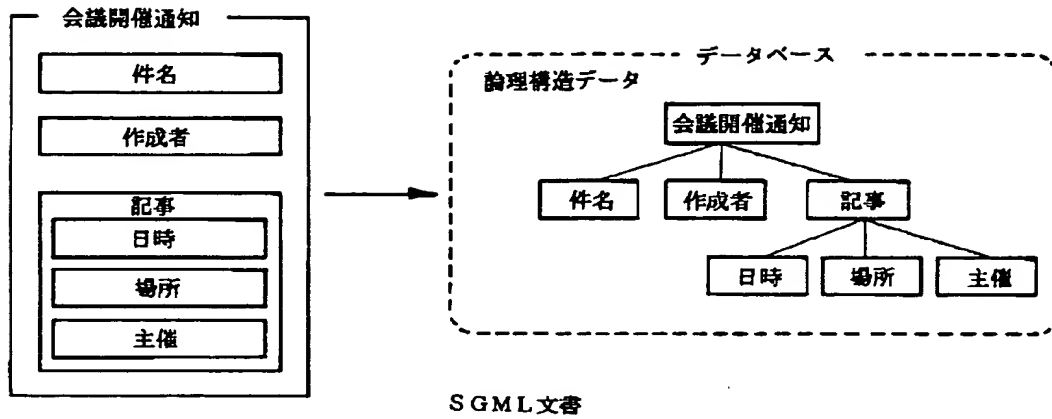 会議開催通知
件名
作成者
記事
日時
場所
主催
データベース
論理構造データ
会議開催通知
件名 作成者 記事
日時 場所 主催
SGML文書